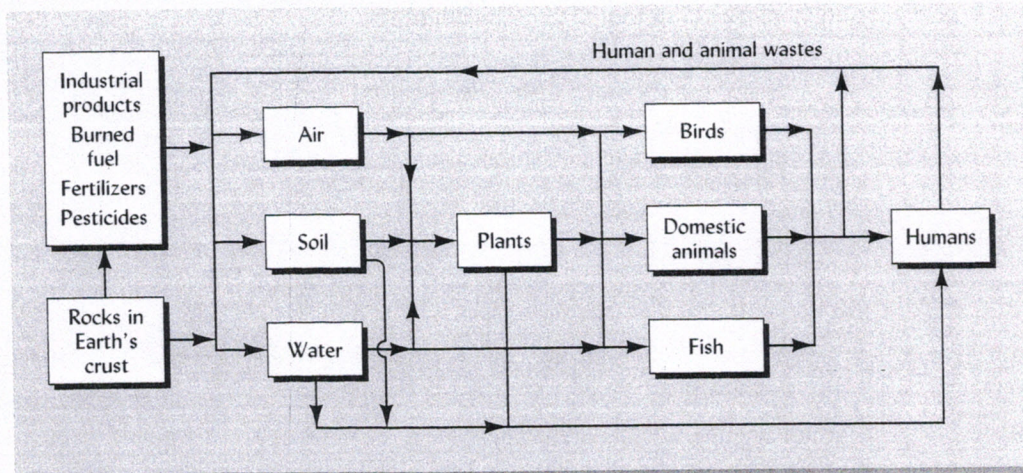 Human and animal wastes
Industrial
products
Burned
fuel
Fertilizers
Pesticides
Rocks in
Earth's
crust
Air
Soil
Water
Plants
Birds
Domestic
animals
Fish
Humans